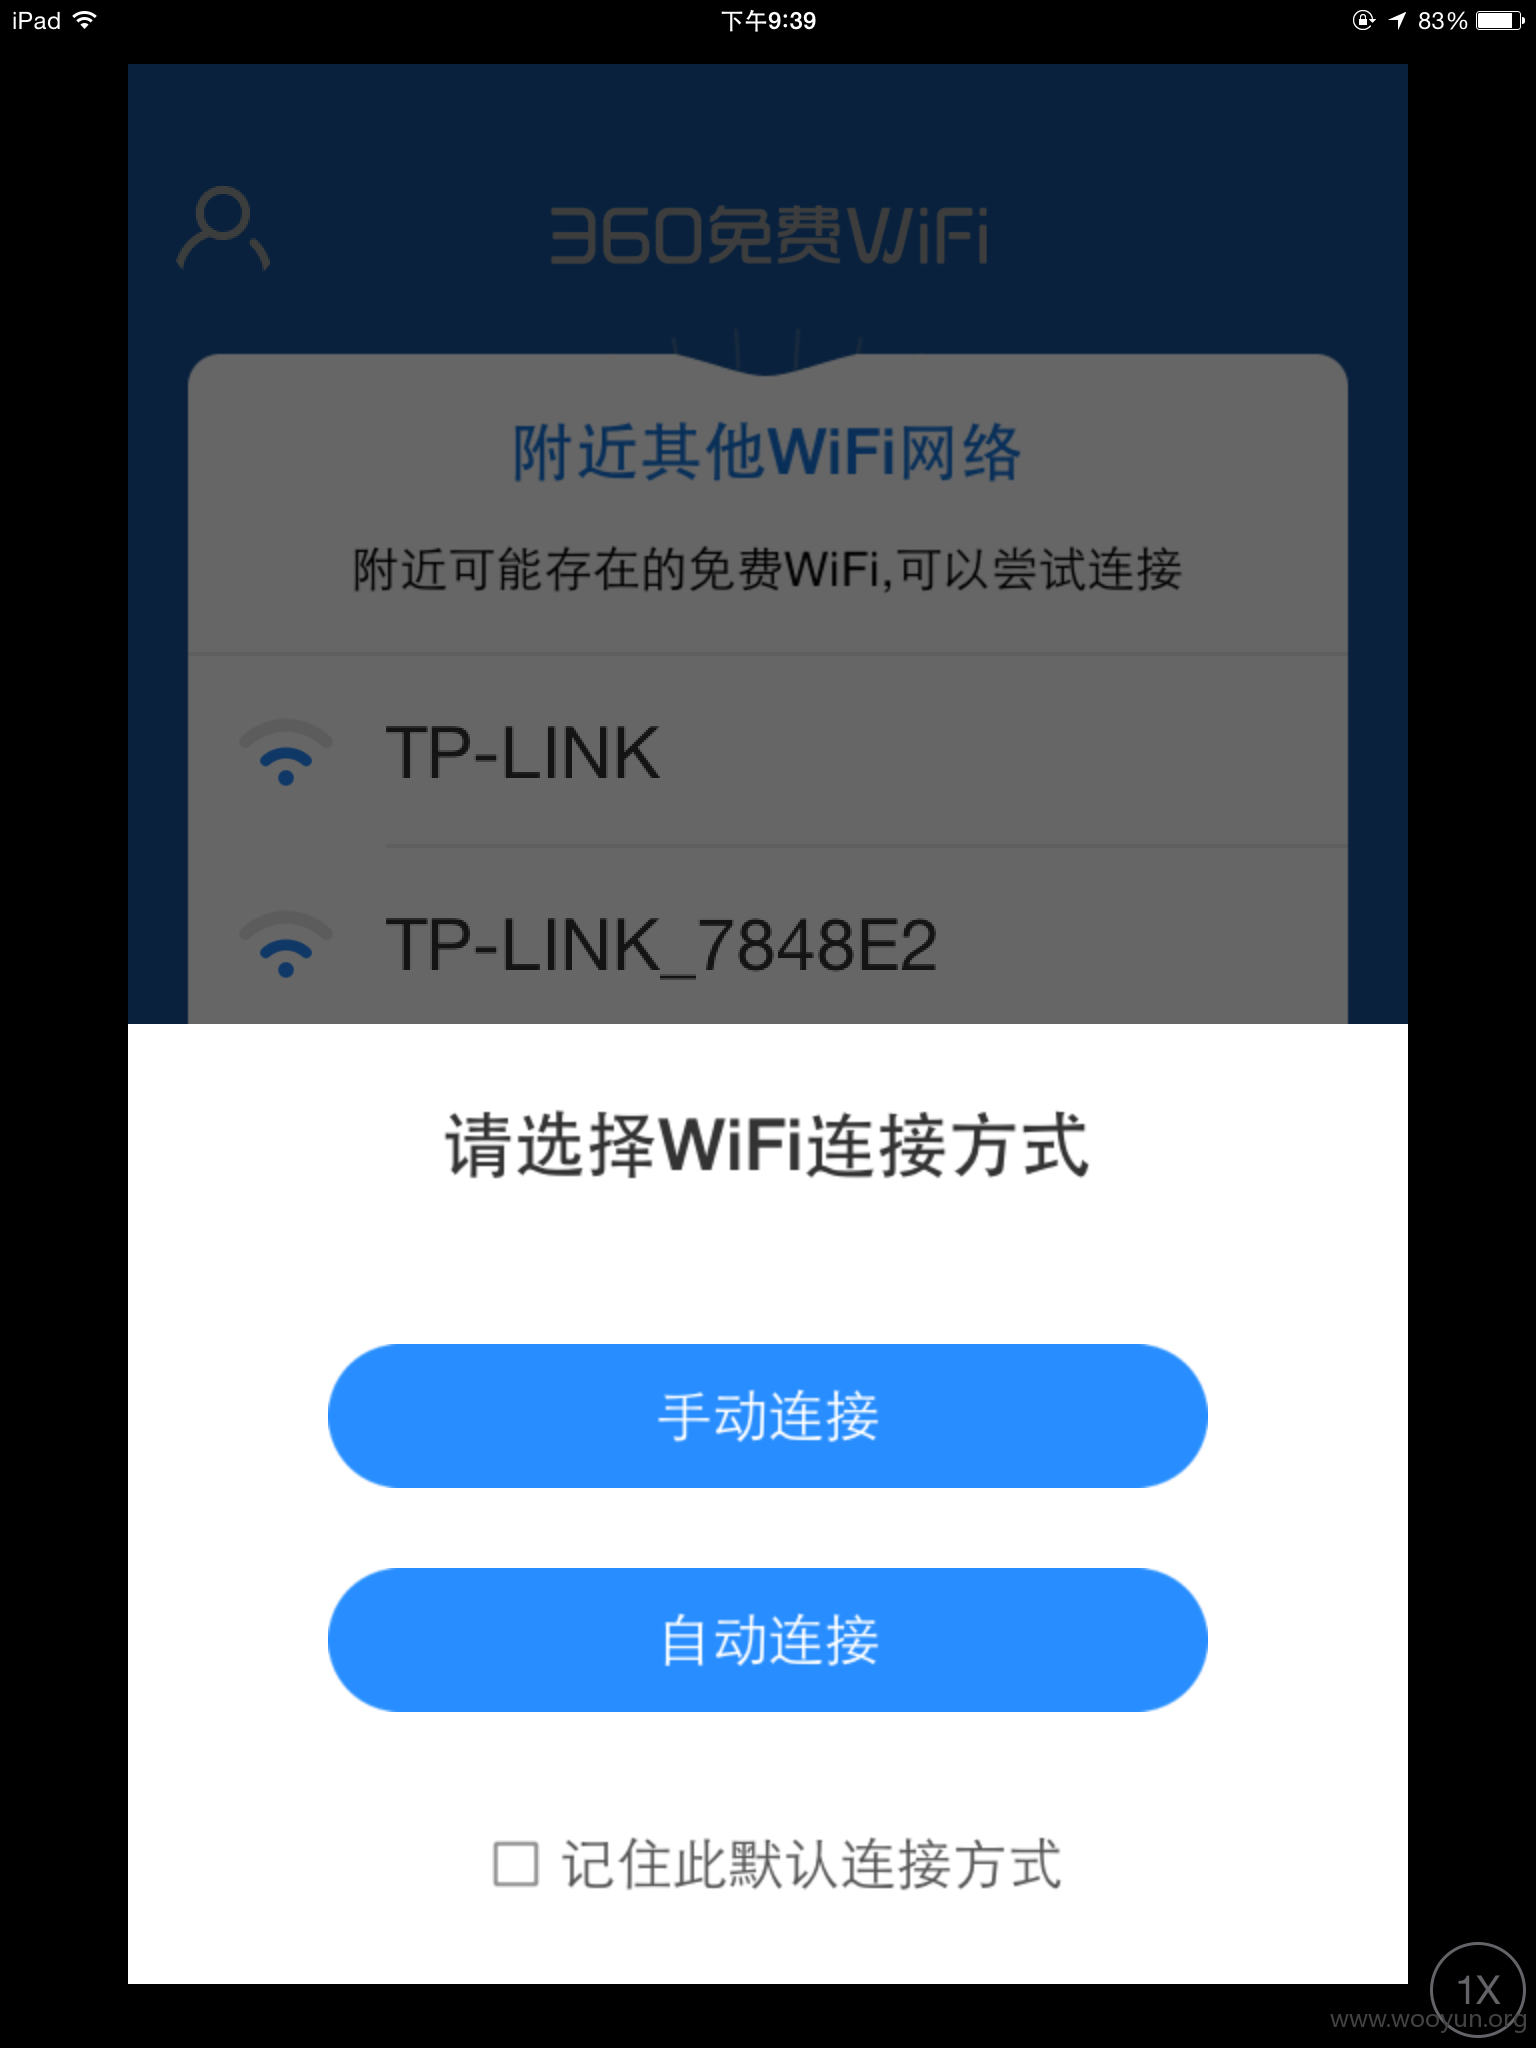 iPad 下午9:39 83%
360免费WiFi
附近其他WiFi网络
附近可能存在的免费WiFi,可以尝试连接
TP-LINK
TP-LINK_7848E2
请选择WiFi连接方式
手动连接
自动连接
记住此默认连接方式
1X
www.wooyun.org